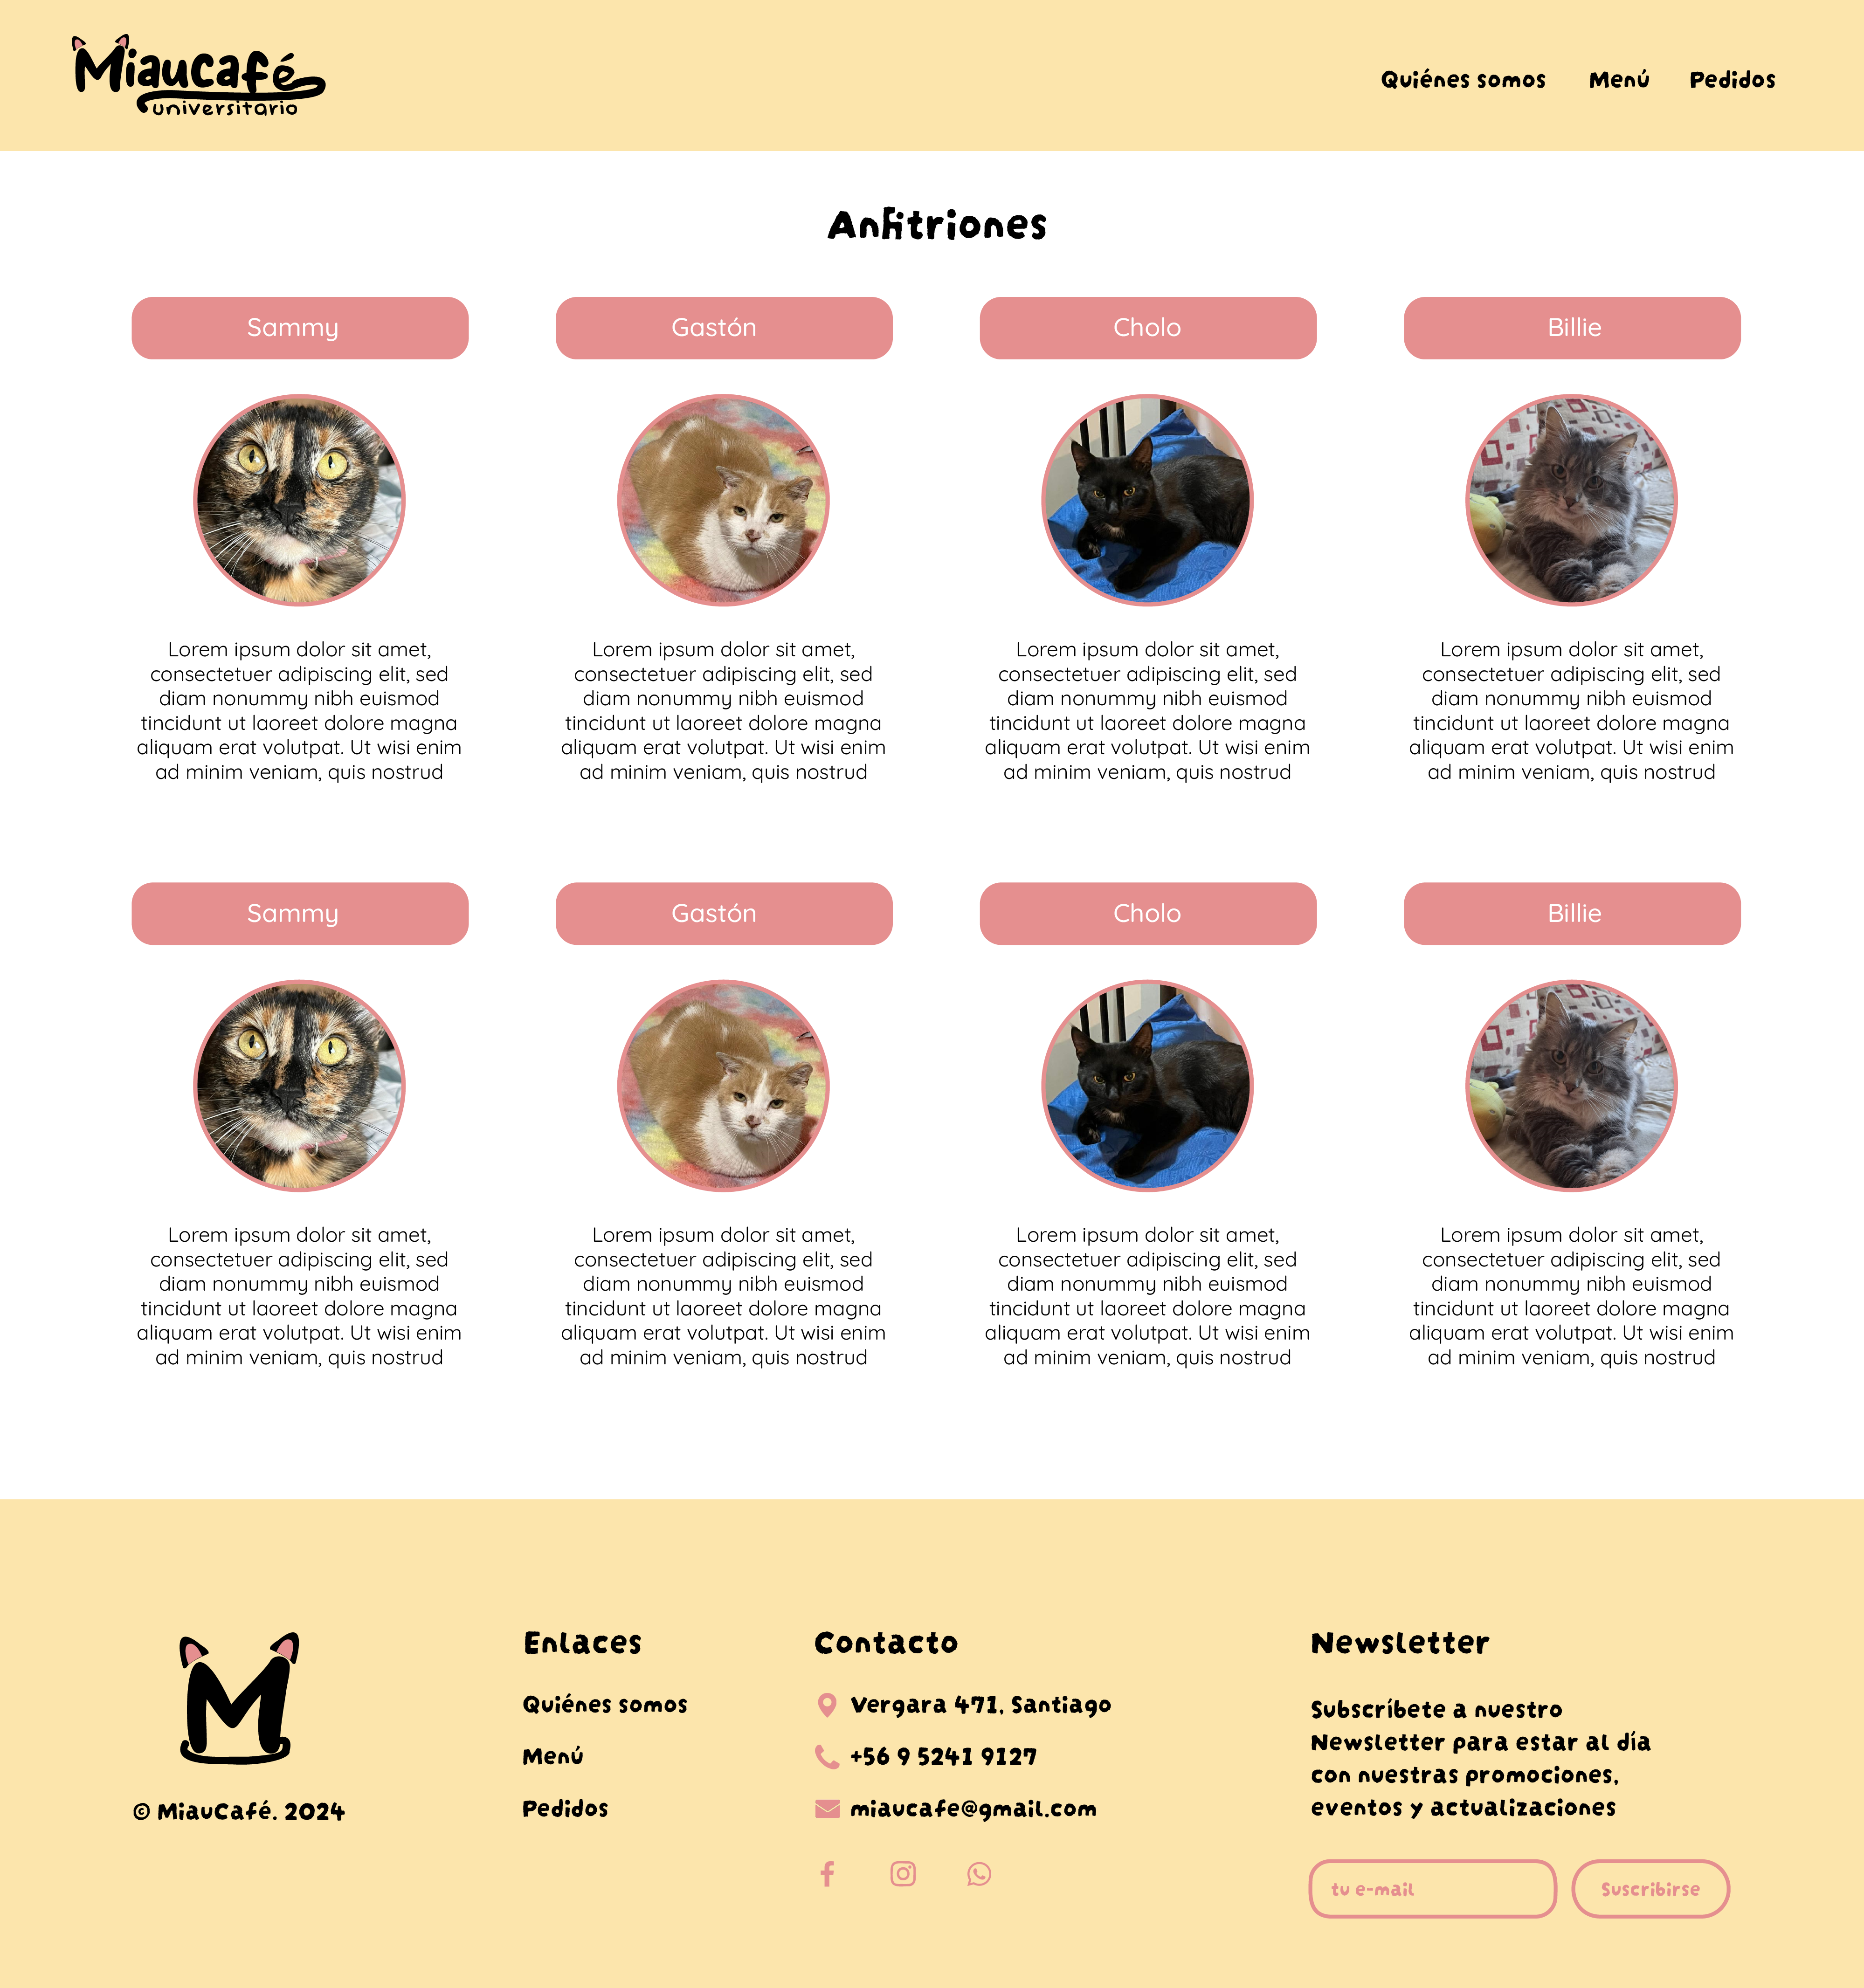 Miaucafé
universitario
Quiénes somos Menú Pedidos
Anfitriones
Sammy Gastón Cholo Billie
Lorem ipsum dolor sit amet,
consectetuer adipiscing elit, sed
diam nonummy nibh euismod
tincidunt ut laoreet dolore magna
aliquam erat volutpat. Ut wisi enim
ad minim veniam, quis nostrud
Lorem ipsum dolor sit amet,
consectetuer adipiscing elit, sed
diam nonummy nibh euismod
tincidunt ut laoreet dolore magna
aliquam erat volutpat. Ut wisi enim
ad minim veniam, quis nostrud
Lorem ipsum dolor sit amet,
consectetuer adipiscing elit, sed
diam nonummy nibh euismod
tincidunt ut laoreet dolore magna
aliquam erat volutpat. Ut wisi enim
ad minim veniam, quis nostrud
Lorem ipsum dolor sit amet,
consectetuer adipiscing elit, sed
diam nonummy nibh euismod
tincidunt ut laoreet dolore magna
aliquam erat volutpat. Ut wisi enim
ad minim veniam, quis nostrud
Sammy Gastón Cholo Billie
Lorem ipsum dolor sit amet,
consectetuer adipiscing elit, sed
diam nonummy nibh euismod
tincidunt ut laoreet dolore magna
aliquam erat volutpat. Ut wisi enim
ad minim veniam, quis nostrud
Lorem ipsum dolor sit amet,
consectetuer adipiscing elit, sed
diam nonummy nibh euismod
tincidunt ut laoreet dolore magna
aliquam erat volutpat. Ut wisi enim
ad minim veniam, quis nostrud
Lorem ipsum dolor sit amet,
consectetuer adipiscing elit, sed
diam nonummy nibh euismod
tincidunt ut laoreet dolore magna
aliquam erat volutpat. Ut wisi enim
ad minim veniam, quis nostrud
Lorem ipsum dolor sit amet,
consectetuer adipiscing elit, sed
diam nonummy nibh euismod
tincidunt ut laoreet dolore magna
aliquam erat volutpat. Ut wisi enim
ad minim veniam, quis nostrud
M
© MiauCafé. 2024
Enlaces
Quiénes somos
Menú
Pedidos
Contacto
Vergara 471, Santiago
+56 9 5241 9127
miaucafe@gmail.com
Newsletter
Subscríbete a nuestro
Newsletter para estar al día
con nuestras promociones,
eventos y actualizaciones
tu e-mail
Suscribirse